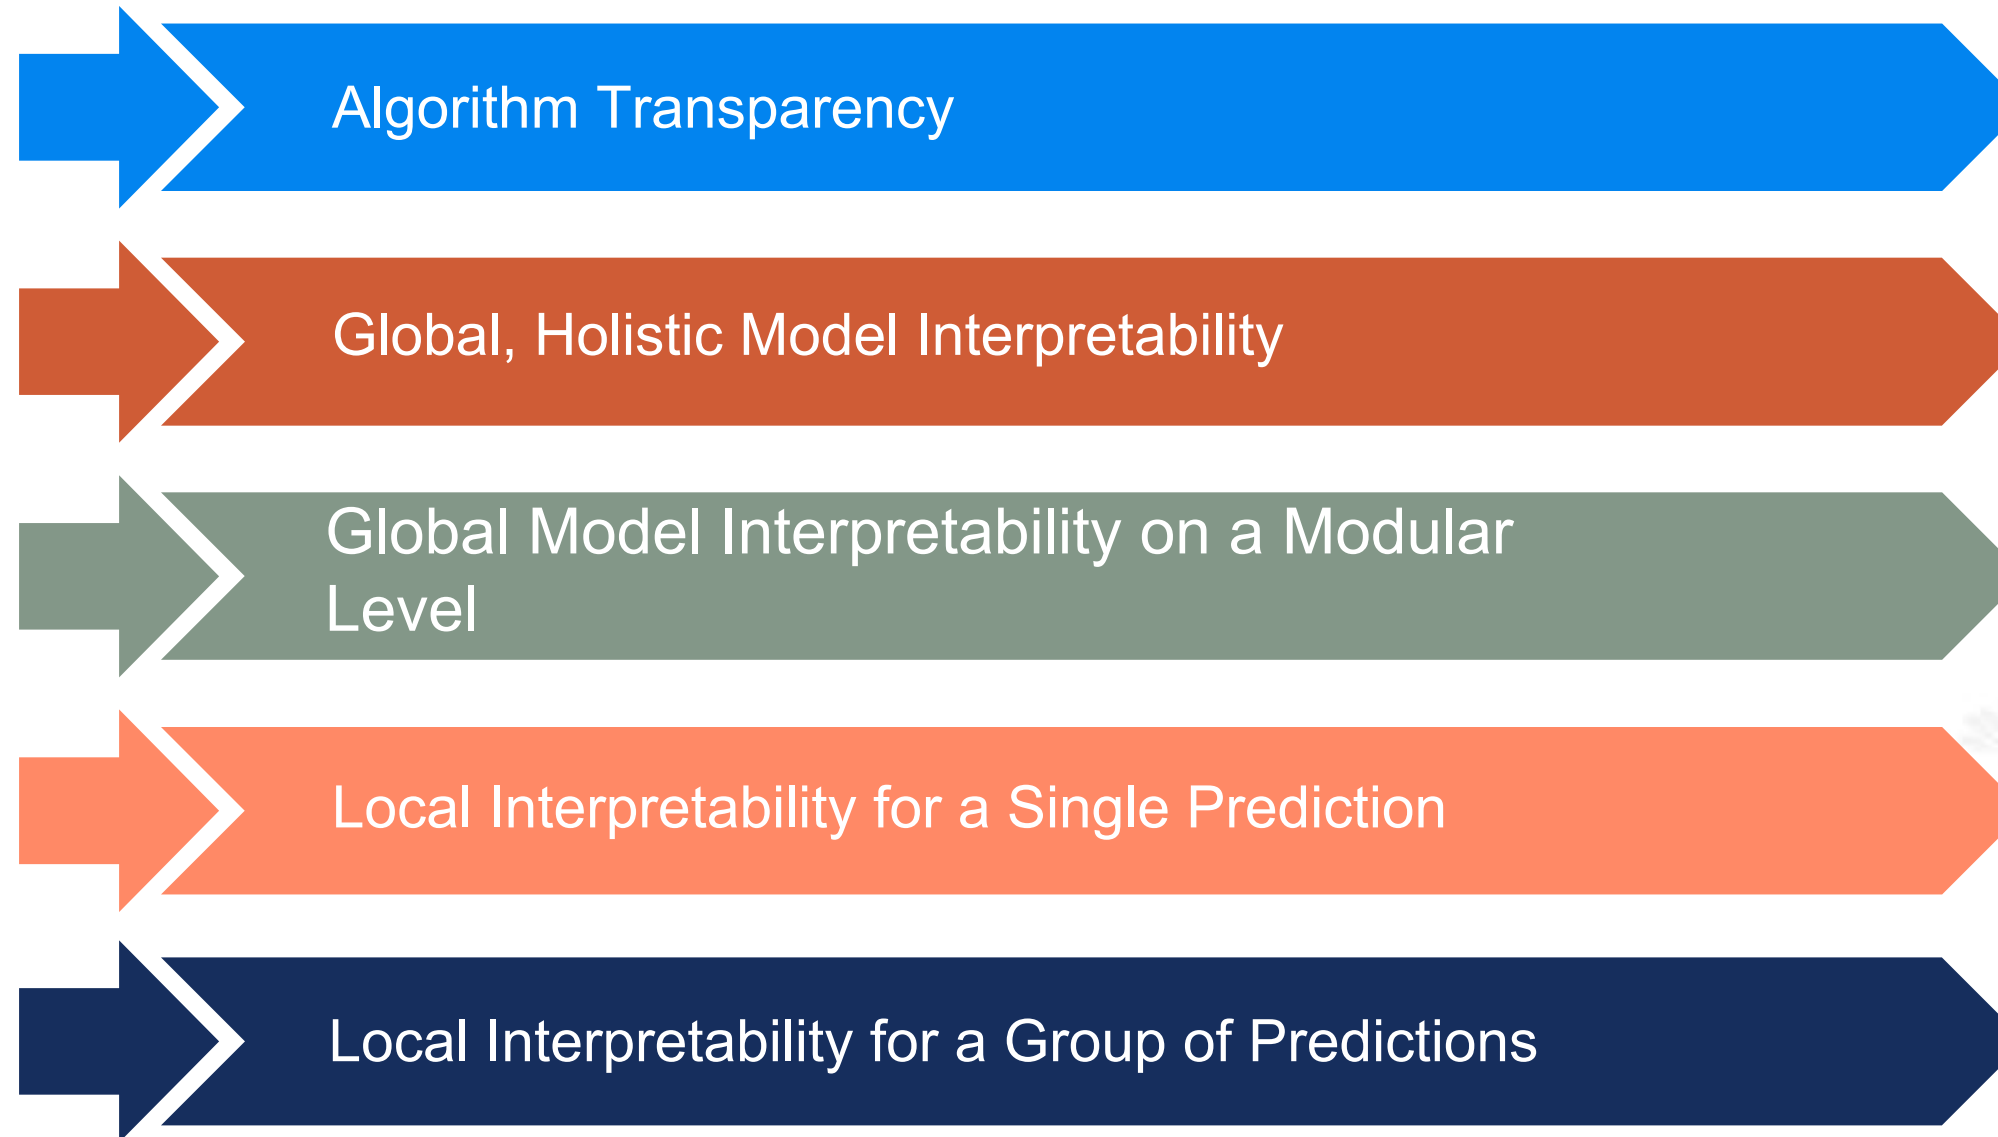 Algorithm Transparency
Global, Holistic Model Interpretability
Global Model Interpretability on a Modular
Level
Local Interpretability for a Single Prediction
Local Interpretability for a Group of Predictions